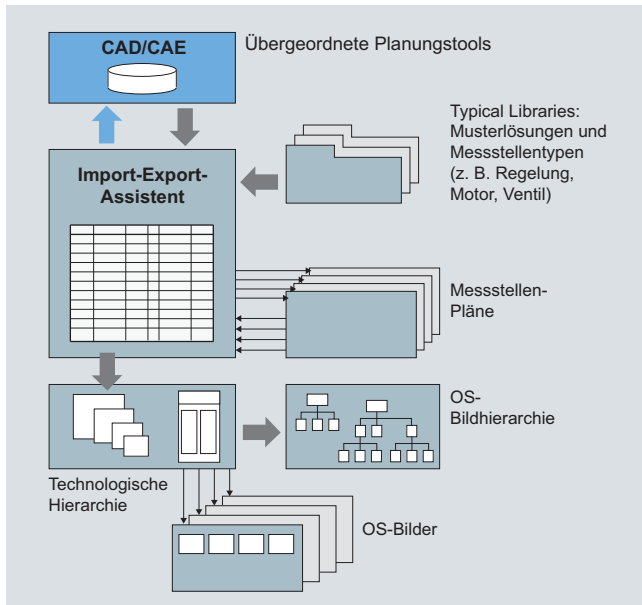 CAD/CAE
Übergeordnete Planungstools
Typical Libraries:
Musterlösungen und
Messstellentypen
(z. B. Regelung,
Motor, Ventil)
Import-Export-
Assistent
Messstellen-
Pläne
OS-
Bildhierarchie
Technologische
Hierarchie
OS-Bilder